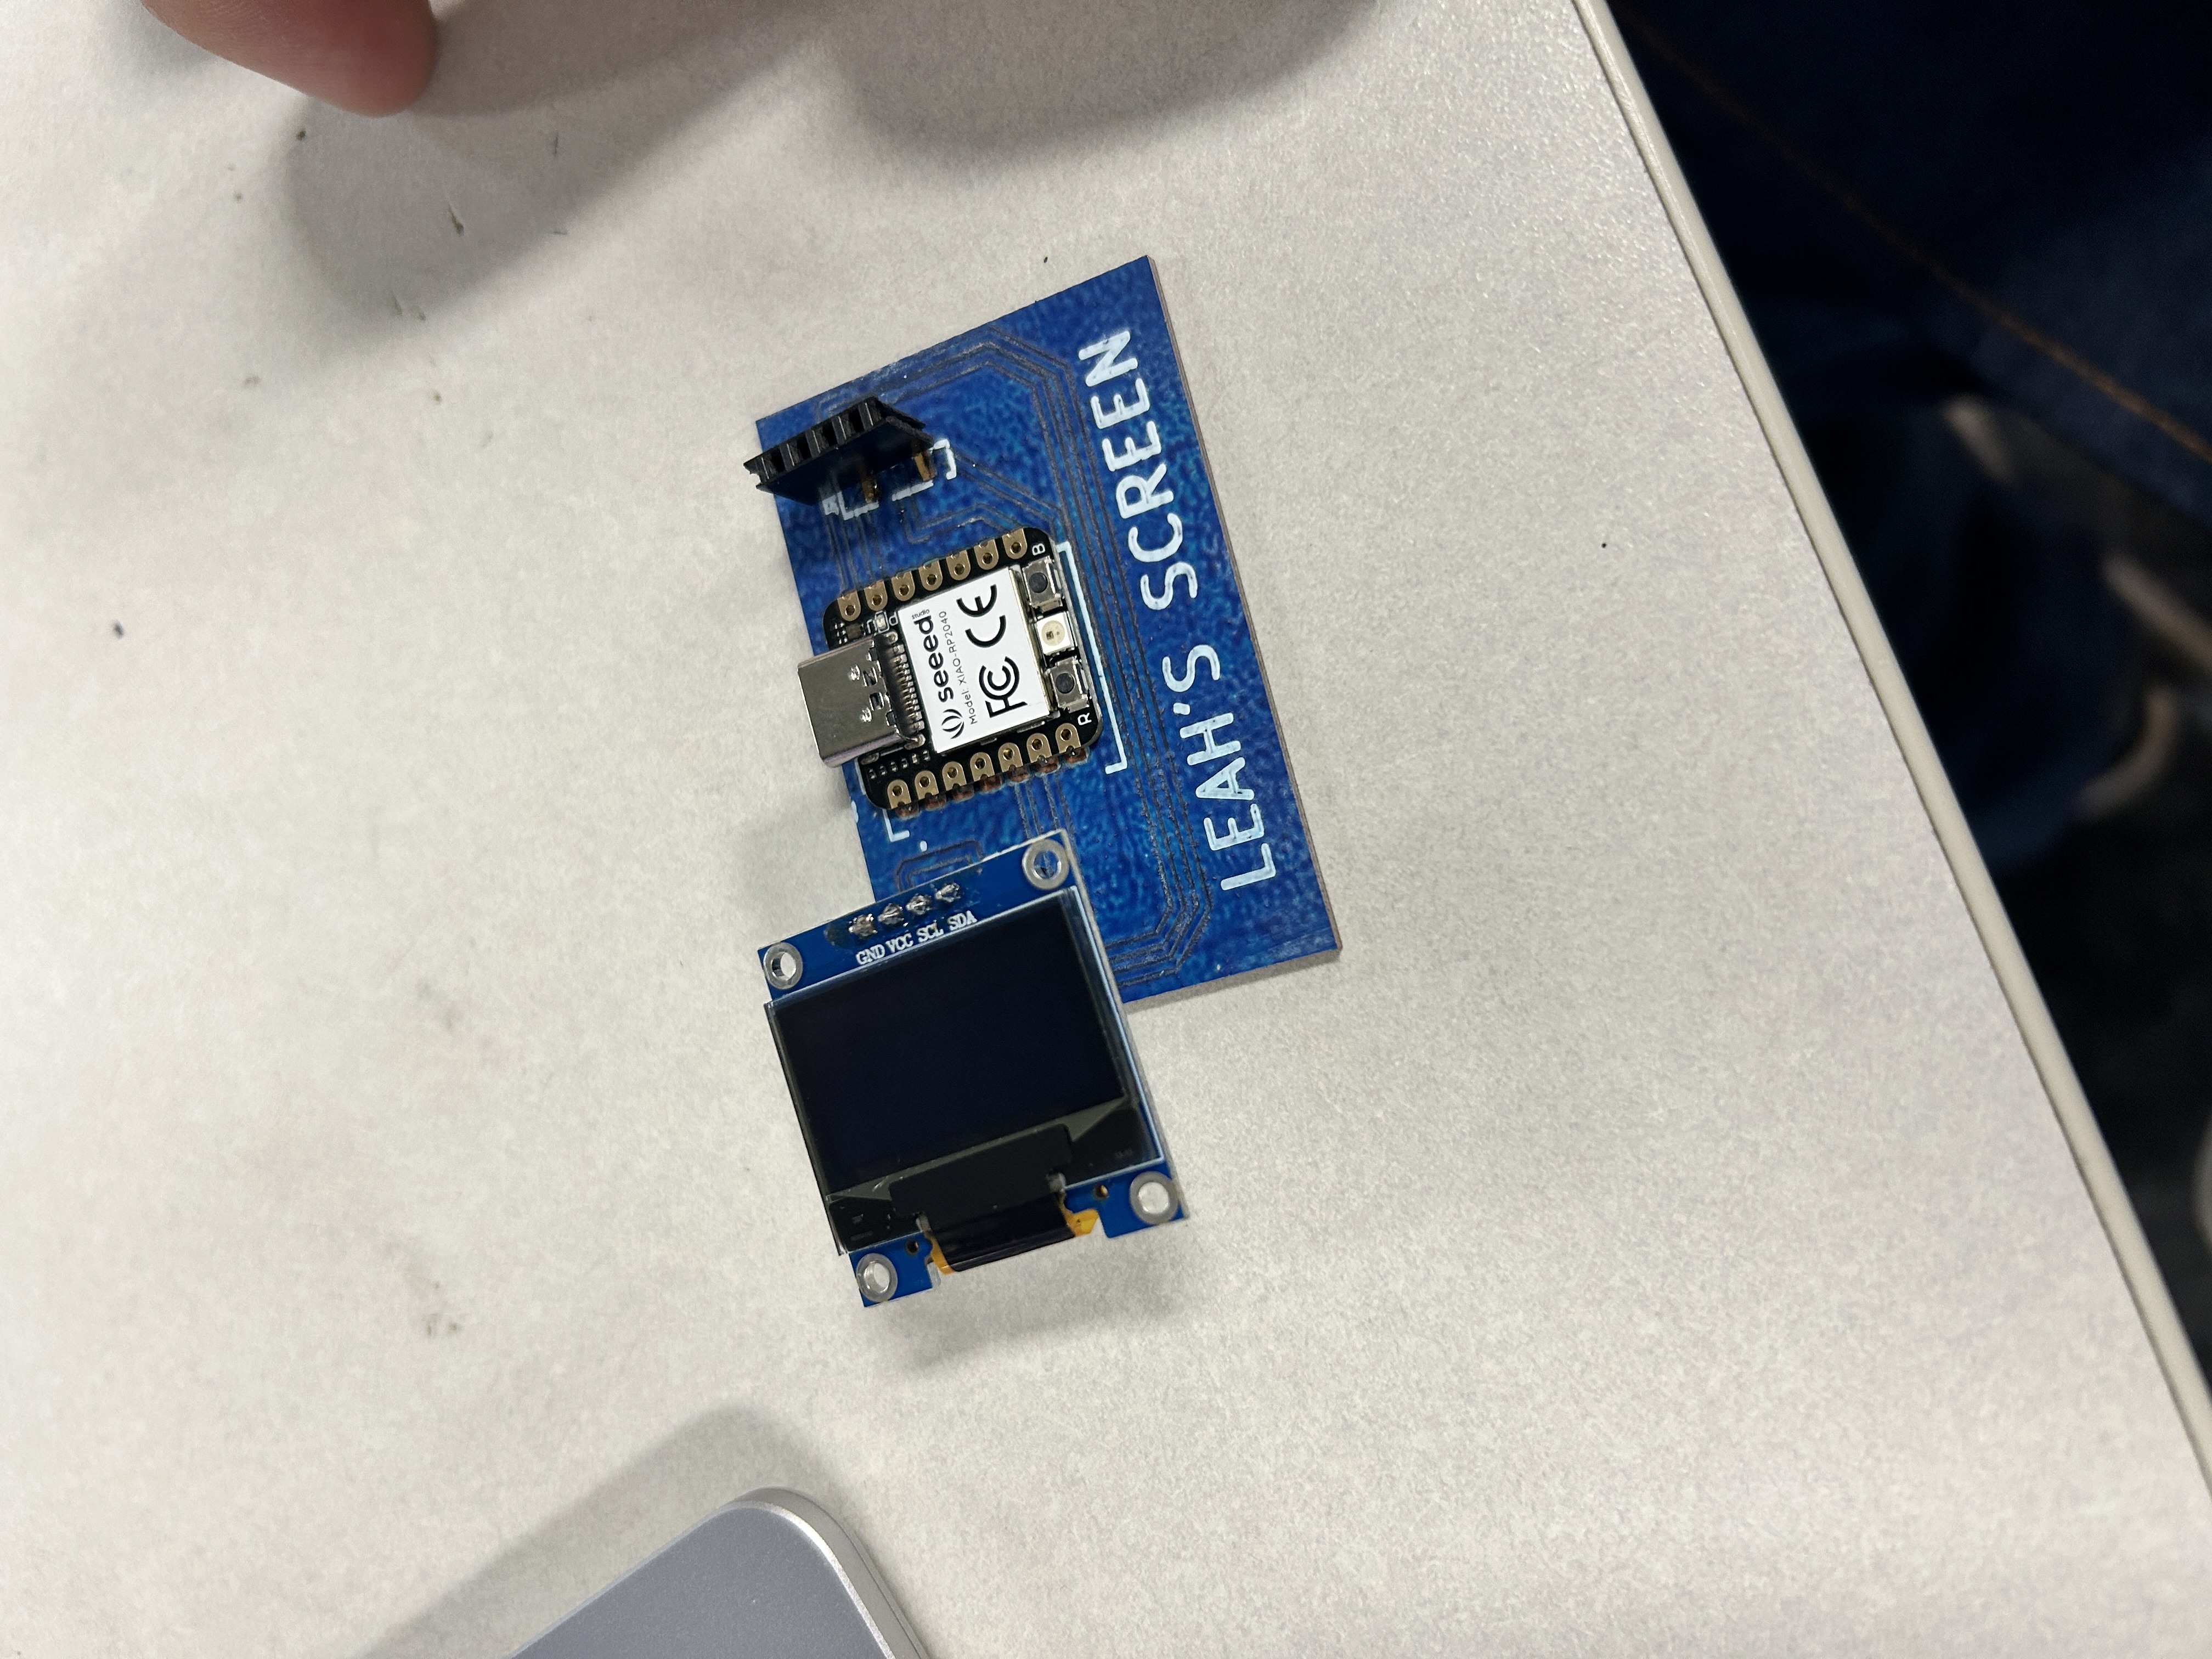 GND VCC SCL SDA
seeed
Model: XIAO-RP2040
FC CE
R
B
LEAH'S SCREEN